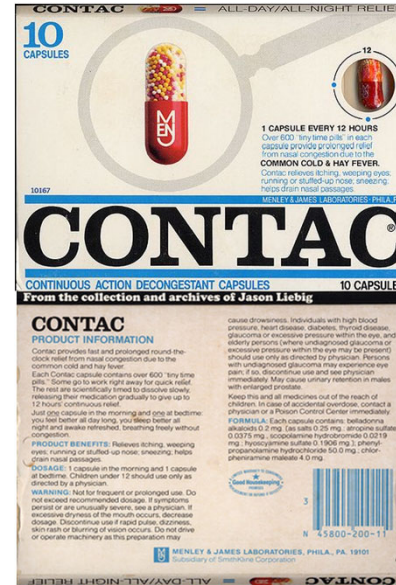 CONTAC = ALL-DAY/ALL-NIGHT RELIE
10
CAPSULES
12
MENJ
1 CAPSULE EVERY 12 HOURS
Over 600 "tiny time pills" in each
capsule provide prolonged relief
from nasal congestion due to the
COMMON COLD & HAY FEVER.
Contac relieves itching, weeping eyes;
running or stuffed-up nose; sneezing;
helps drain nasal passages.
10167
MENLEY & JAMES LABORATORIES · PHILA., P
CONTAC®
CONTINUOUS ACTION DECONGESTANT CAPSULES 10 CAPSULE
From the collection and archives of Jason Liebig
CONTAC
PRODUCT INFORMATION
Contac provides fast and prolonged round-the-
clock relief from nasal congestion due to the
common cold and hay fever.
Each Contac capsule contains over 600 "tiny time
pills." Some go to work right away for quick relief.
The rest are scientifically timed to dissolve slowly,
releasing their medication gradually for up to
12 hours' continuous relief.
Just one capsule in the morning and one at bedtime:
you feel better all day long, you sleep better all
night and awake refreshed, breathing freely without
congestion.
PRODUCT BENEFITS: Relieves itching, weeping
eyes; running or stuffed-up nose; sneezing; helps
drain nasal passages.
DOSAGE: 1 capsule in the morning and 1 capsule
at bedtime. Children under 12 should use only as
directed by a physician.
WARNING: Not for frequent or prolonged use. Do
not exceed recommended dosage. If symptoms
persist or are unusually severe, see a physician. If
excessive dryness of the mouth occurs, decrease
dosage. Discontinue use if rapid pulse, dizziness,
skin rash or blurring of vision occurs. Do not drive
or operate machinery as this preparation may
cause drowsiness. Individuals with high blood
pressure, heart disease, diabetes, thyroid disease,
glaucoma or excessive pressure within the eye, and
elderly persons (where undiagnosed glaucoma or
excessive pressure within the eye may be present)
should use only as directed by physician. Persons
with undiagnosed glaucoma may experience eye
pain; if so, discontinue use and see physician
immediately. May cause urinary retention in males
with enlarged prostate.
Keep this and all medicines out of the reach of
children. In case of accidental overdose, contact a
physician or a Poison Control Center immediately.
FORMULA: Each capsule contains: belladonna
alkaloids 0.2 mg. (as salts 0.25 mg.: atropine sulfate
0.0375 mg., scopolamine hydrobromide 0.0219
mg.; hyoscyamine sulfate 0.1906 mg.); phenyl-
propanolamine hydrochloride 50.0 mg.; chlor-
pheniramine maleate 4.0 mg.
Good Housekeeping
3
N 45800-200-11
MENLEY & JAMES LABORATORIES, PHILA., PA. 19101
Subsidiary of SmithKline Corporation
CONTAC = ALL-DAY/ALL-NIGHT RELIEF